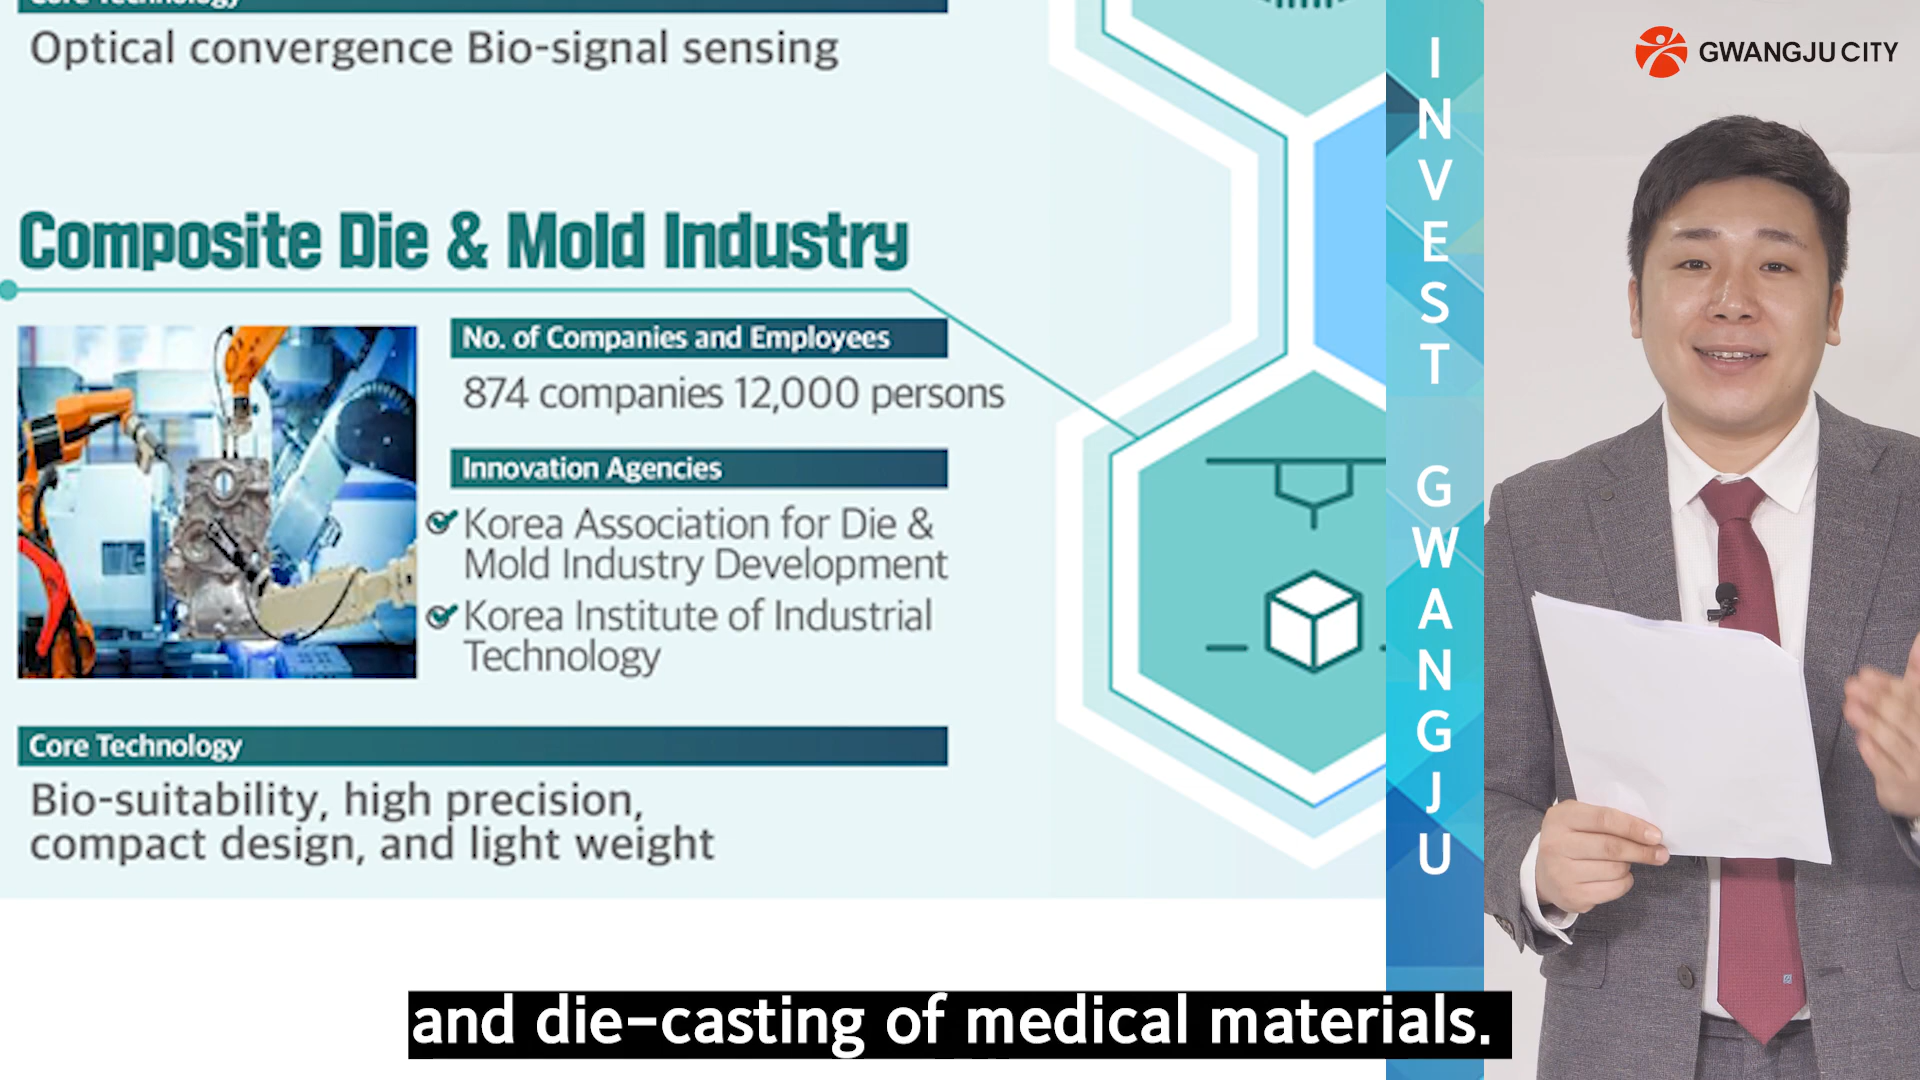 Core Technology
Optical convergence Bio-signal sensing
Composite Die & Mold Industry
No. of Companies and Employees
874 companies 12,000 persons
Innovation Agencies
Korea Association for Die &
Mold Industry Development
Korea Institute of Industrial
Technology
Core Technology
Bio-suitability, high precision,
compact design, and light weight
INVEST GWANGJU
GWANGJU CITY
and die-casting of medical materials.